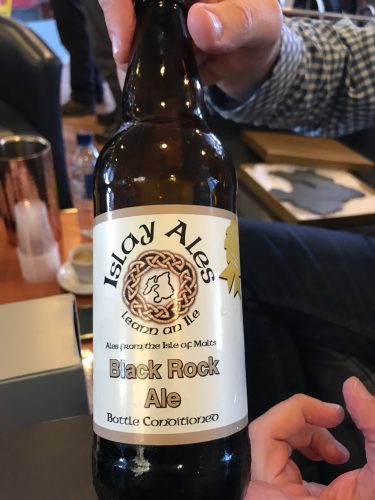 Islay Ales
Leann an Ile
Ales from the Isle of Malts
Black Rock
Ale
Bottle Conditioned